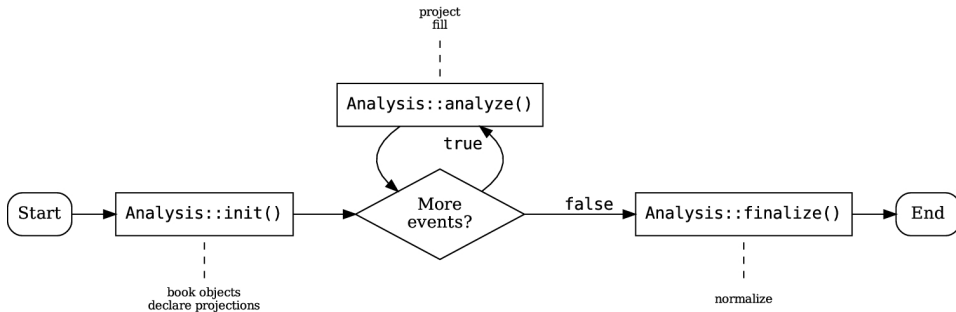 project
fill
Analysis::analyze()
true
Start
Analysis::init()
More
events?
false
Analysis::finalize()
End
book objects
declare projections
normalize